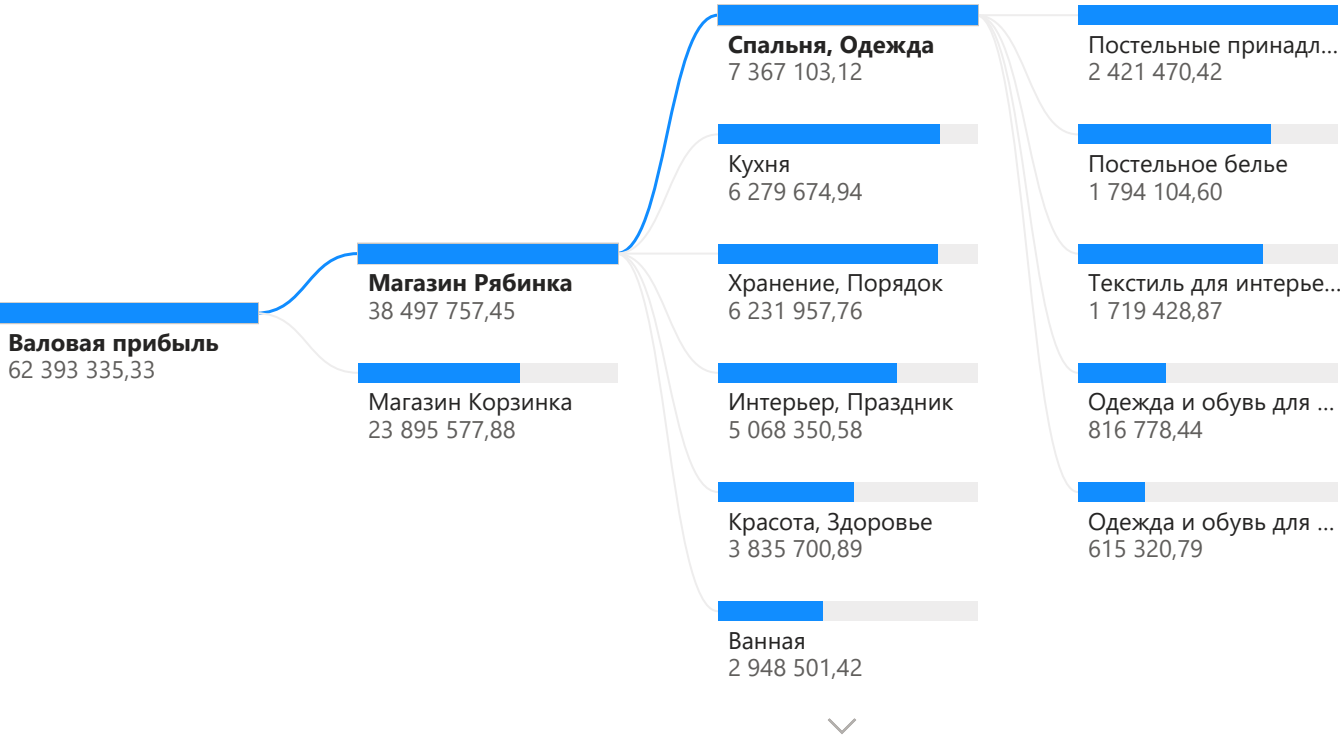 Валовая прибыль
62 393 335,33
Магазин Рябинка
38 497 757,45
Магазин Корзинка
23 895 577,88
Спальня, Одежда
7 367 103,12
Кухня
6 279 674,94
Хранение, Порядок
6 231 957,76
Интерьер, Праздник
5 068 350,58
Красота, Здоровье
3 835 700,89
Ванная
2 948 501,42
Постельные принадл...
2 421 470,42
Постельное белье
1 794 104,60
Текстиль для интерье...
1 719 428,87
Одежда и обувь для ...
816 778,44
Одежда и обувь для ...
615 320,79